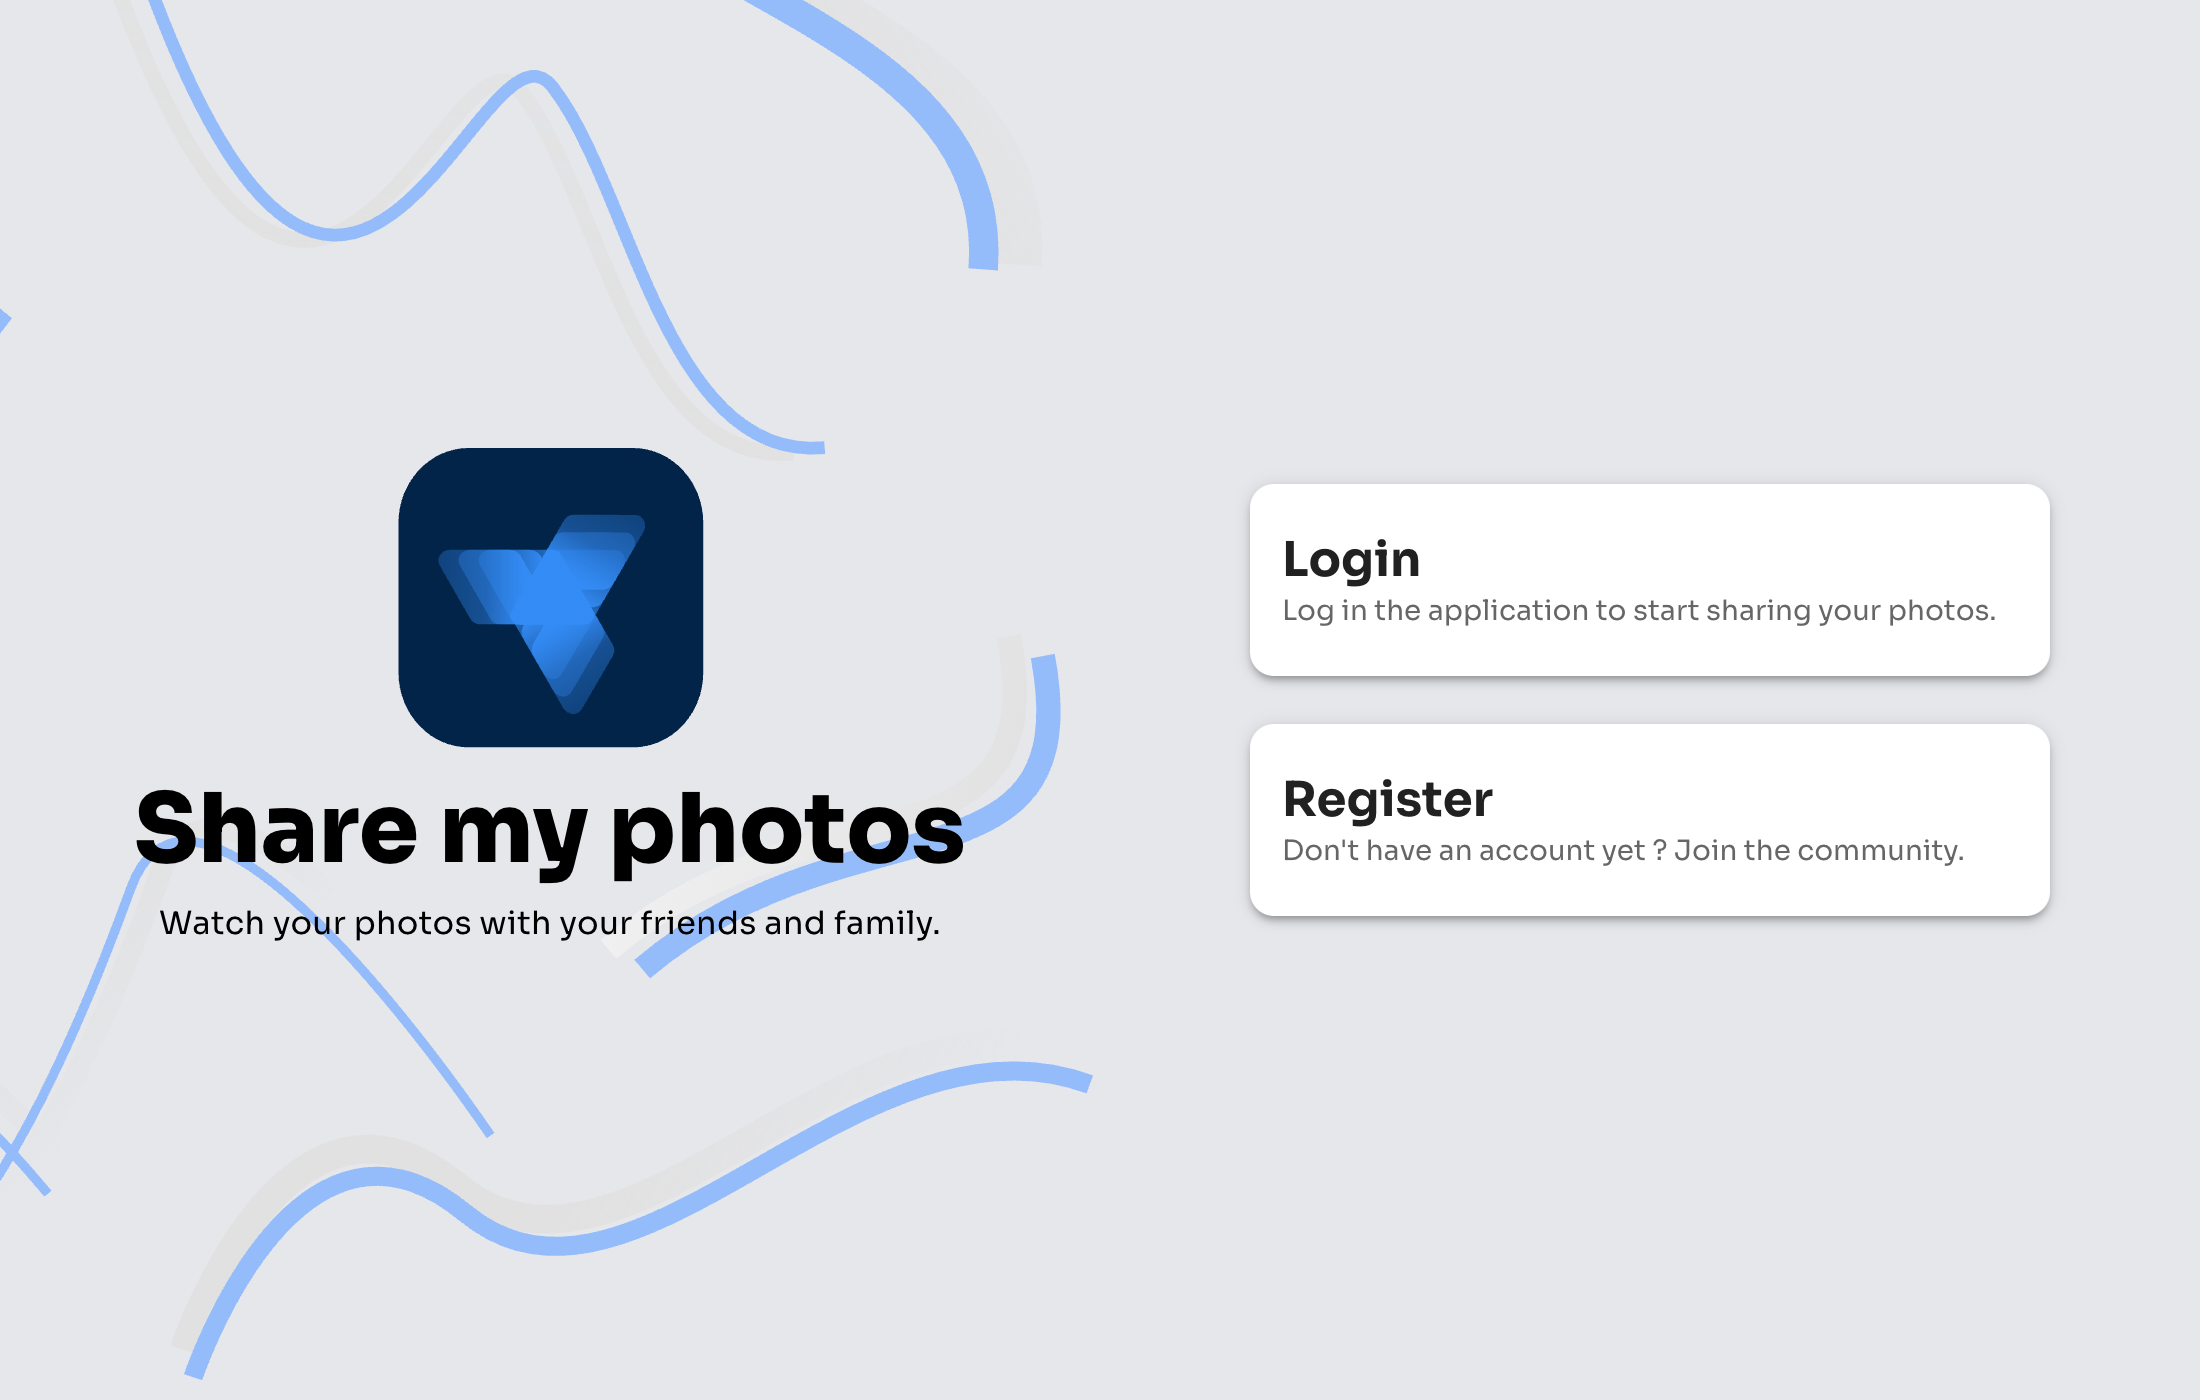 Share my photos
Watch your photos with your friends and family.
Login
Log in the application to start sharing your photos.
Register
Don't have an account yet ? Join the community.